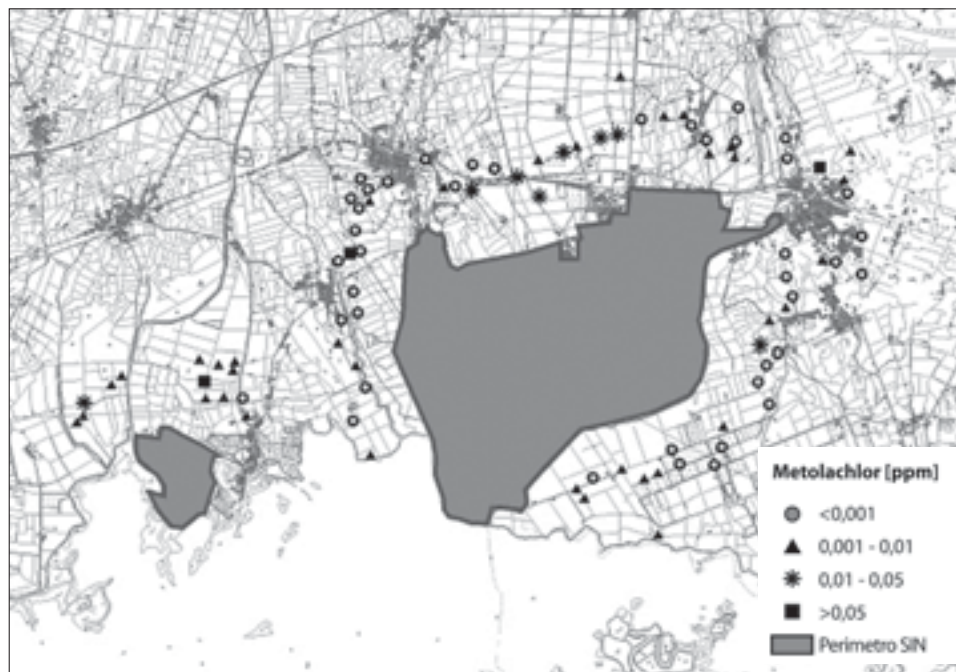 Metolachlor [ppm]
<0,001
0,001 - 0,01
0,01 - 0,05
>0,05
Perimetro SIN